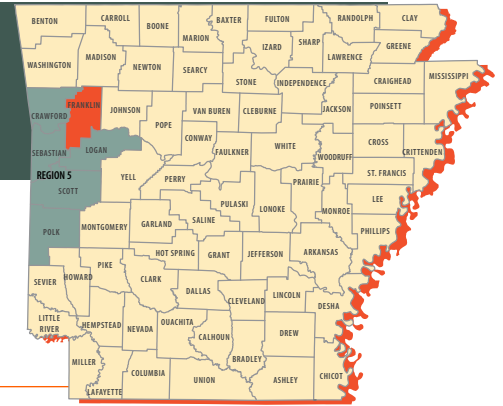 BENTON
CARROLL
BOONE
MARION
BAXTER
FULTON
RANDOLPH
CLAY
IZARD
SHARP
GREENE
LAWRENCE
WASHINGTON
MADISON
NEWTON
SEARCY
STONE
INDEPENDENCE
CRAIGHEAD
MISSISSIPPI
FRANKLIN
CRAWFORD
JOHNSON
POPE
VAN BUREN
CLEBURNE
JACKSON
POINSETT
SEBASTIAN
LOGAN
CONWAY
FAULKNER
WHITE
WOODRUFF
CROSS
CRITTENDEN
REGION 5
SCOTT
YELL
PERRY
PULASKI
LONOKE
PRAIRIE
MONROE
ST. FRANCIS
LEE
POLK
MONTGOMERY
GARLAND
SALINE
PHILLIPS
HOT SPRING
GRANT
JEFFERSON
ARKANSAS
SEVIER
HOWARD
PIKE
CLARK
DALLAS
CLEVELAND
LINCOLN
DESHA
LITTLE
RIVER
HEMPSTEAD
NEVADA
OUACHITA
CALHOUN
BRADLEY
DREW
MILLER
LAFAYETTE
COLUMBIA
UNION
ASHLEY
CHICOT